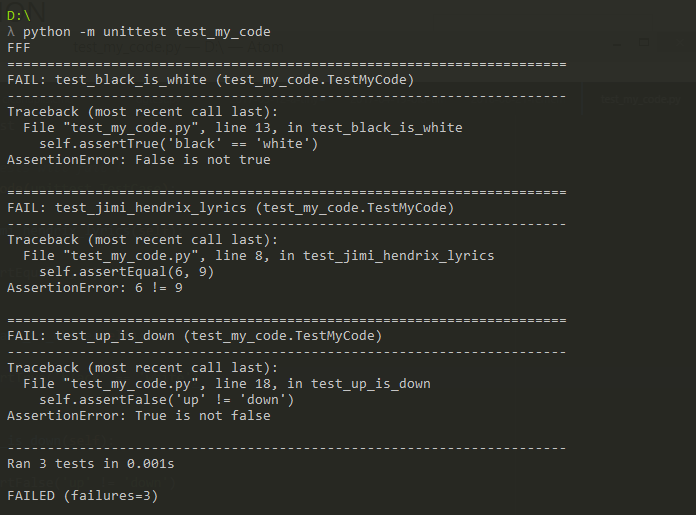 D:\
λ python -m unittest test_my_code
FFF
======================================================================
FAIL: test_black_is_white (test_my_code.TestMyCode)
----------------------------------------------------------------------
Traceback (most recent call last):
  File "test_my_code.py", line 13, in test_black_is_white
    self.assertTrue('black' == 'white')
AssertionError: False is not true

======================================================================
FAIL: test_jimi_hendrix_lyrics (test_my_code.TestMyCode)
----------------------------------------------------------------------
Traceback (most recent call last):
  File "test_my_code.py", line 8, in test_jimi_hendrix_lyrics
    self.assertEqual(6, 9)
AssertionError: 6 != 9

======================================================================
FAIL: test_up_is_down (test_my_code.TestMyCode)
----------------------------------------------------------------------
Traceback (most recent call last):
  File "test_my_code.py", line 18, in test_up_is_down
    self.assertFalse('up' != 'down')
AssertionError: True is not false

----------------------------------------------------------------------
Ran 3 tests in 0.001s

FAILED (failures=3)